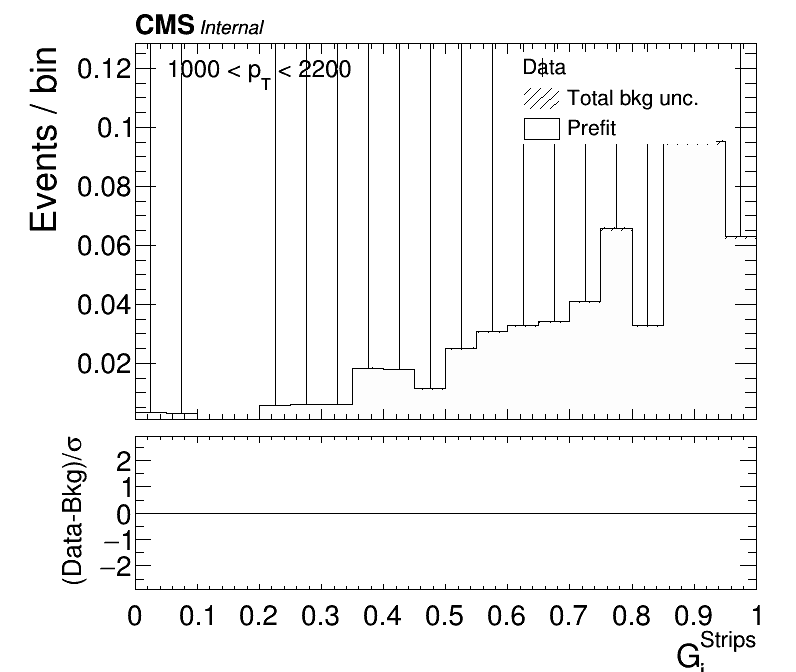 CMS Internal
Events / bin
1000 < pT < 2200
Data
Total bkg unc.
Prefit
0.12
0.1
0.08
0.06
0.04
0.02
(Data-Bkg)/σ
2
1
0
−1
−2
0 0.1 0.2 0.3 0.4 0.5 0.6 0.7 0.8 0.9 1
G Strips